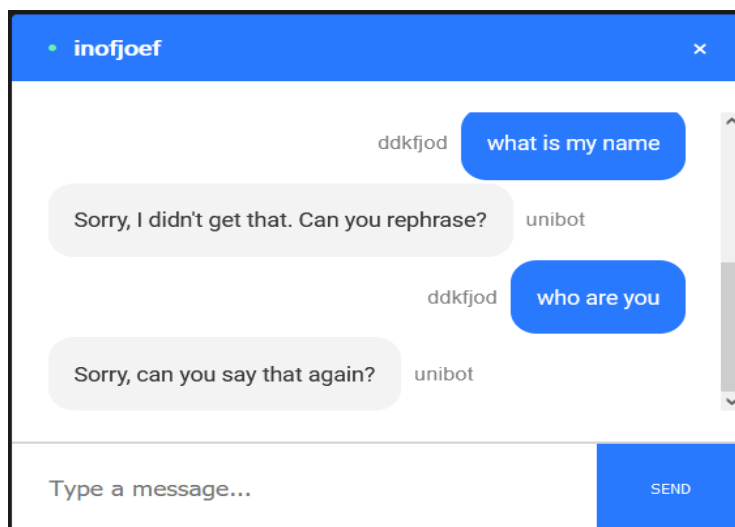 inofjoef ×
ddkfjod what is my name
Sorry, I didn't get that. Can you rephrase? unibot
ddkfjod who are you
Sorry, can you say that again? unibot
Type a message... SEND